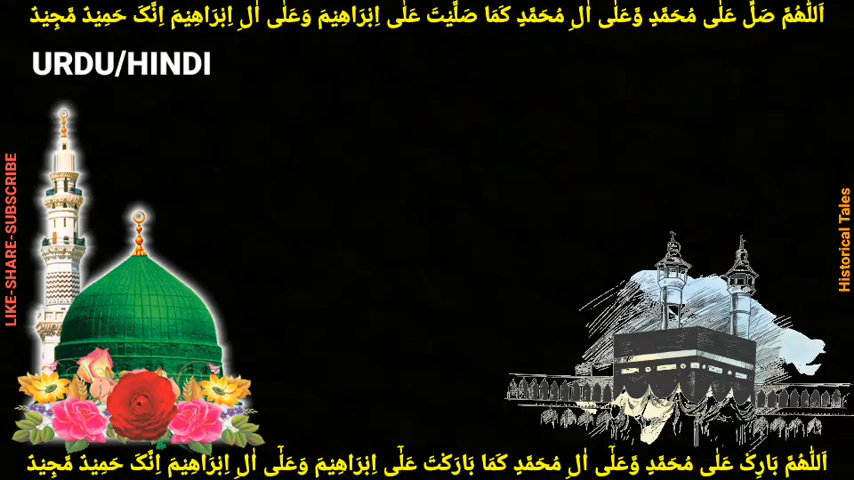 اَللّٰهُمَّ صَلِّ عَلٰی مُحَمَّدٍ وَّعَلٰٓی اٰلِ مُحَمَّدٍ کَمَا صَلَّیْتَ عَلٰٓی اِبْرَاهِیْمَ وَعَلٰٓی اٰلِ اِبْرَاهِیْمَ اِنَّکَ حَمِیْدٌ مَّجِیْدٌ
URDU/HINDI
LIKE-SHARE-SUBSCRIBE
Historical Tales
اَللّٰهُمَّ بَارِکْ عَلٰی مُحَمَّدٍ وَّعَلٰٓی اٰلِ مُحَمَّدٍ کَمَا بَارَکْتَ عَلٰٓی اِبْرَاهِیْمَ وَعَلٰٓی اٰلِ اِبْرَاهِیْمَ اِنَّکَ حَمِیْدٌ مَّجِیْدٌ